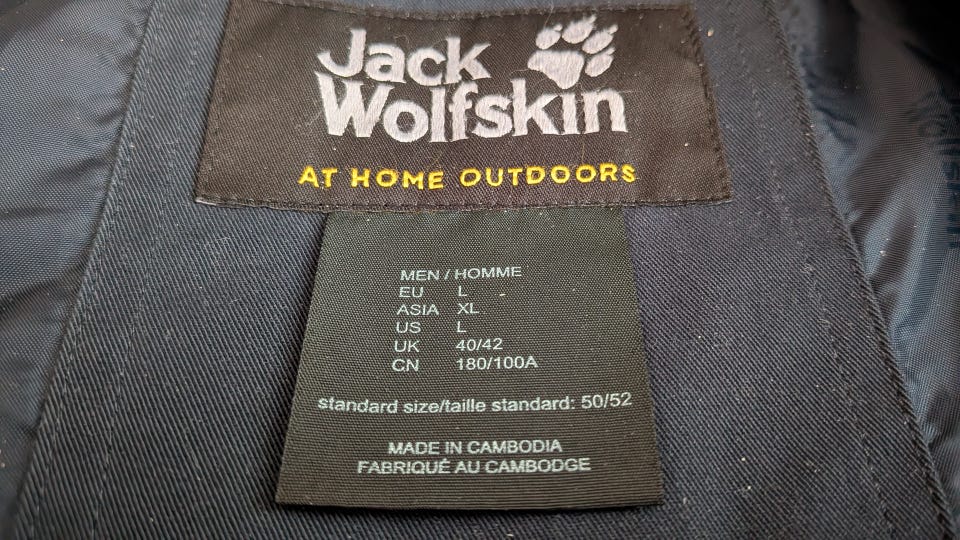 Jack
Wolfskin
AT HOME OUTDOORS
MEN / HOMME
EU L
ASIA XL
US L
UK 40/42
CN 180/100A
standard size/taille standard: 50/52
MADE IN CAMBODIA
FABRIQUÉ AU CAMBODGE